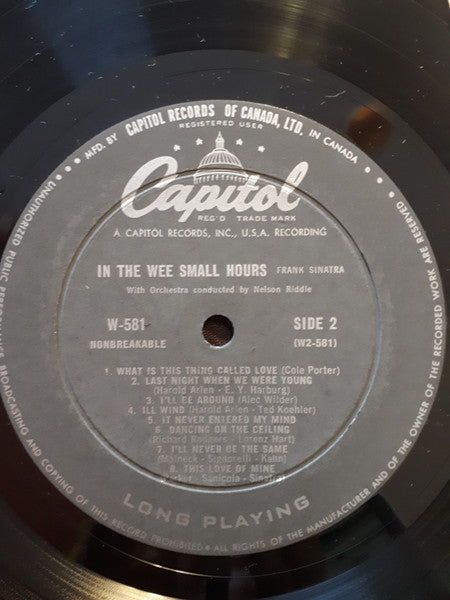 MFD. BY CAPITOL RECORDS OF CANADA, LTD. IN CANADA
REGISTERED USER
Capitol
REG'D TRADE MARK
A CAPITOL RECORDS, INC., U.S.A. RECORDING
IN THE WEE SMALL HOURS FRANK SINATRA
With Orchestra conducted by Nelson Riddle
W-581 SIDE 2
NONBREAKABLE (W2-581)
1. WHAT IS THIS THING CALLED LOVE (Cole Porter)
2. LAST NIGHT WHEN WE WERE YOUNG
(Harold Arlen - E. Y. Harburg)
3. I'LL BE AROUND (Alec Wilder)
4. ILL WIND (Harold Arlen - Ted Koehler)
5. IT NEVER ENTERED MY MIND
6. DANCING ON THE CEILING
(Richard Rodgers - Lorenz Hart)
7. I'LL NEVER BE THE SAME
(Malneck - Signorelli - Kahn)
8. THIS LOVE OF MINE
Sanicola - Sinatra
LONG PLAYING
UNAUTHORIZED PUBLIC PERFORMANCE BROADCASTING AND COPYING OF THIS RECORD PROHIBITED • ALL RIGHTS OF THE MANUFACTURER AND OF THE OWNER OF THE RECORDED WORK ARE RESERVED.